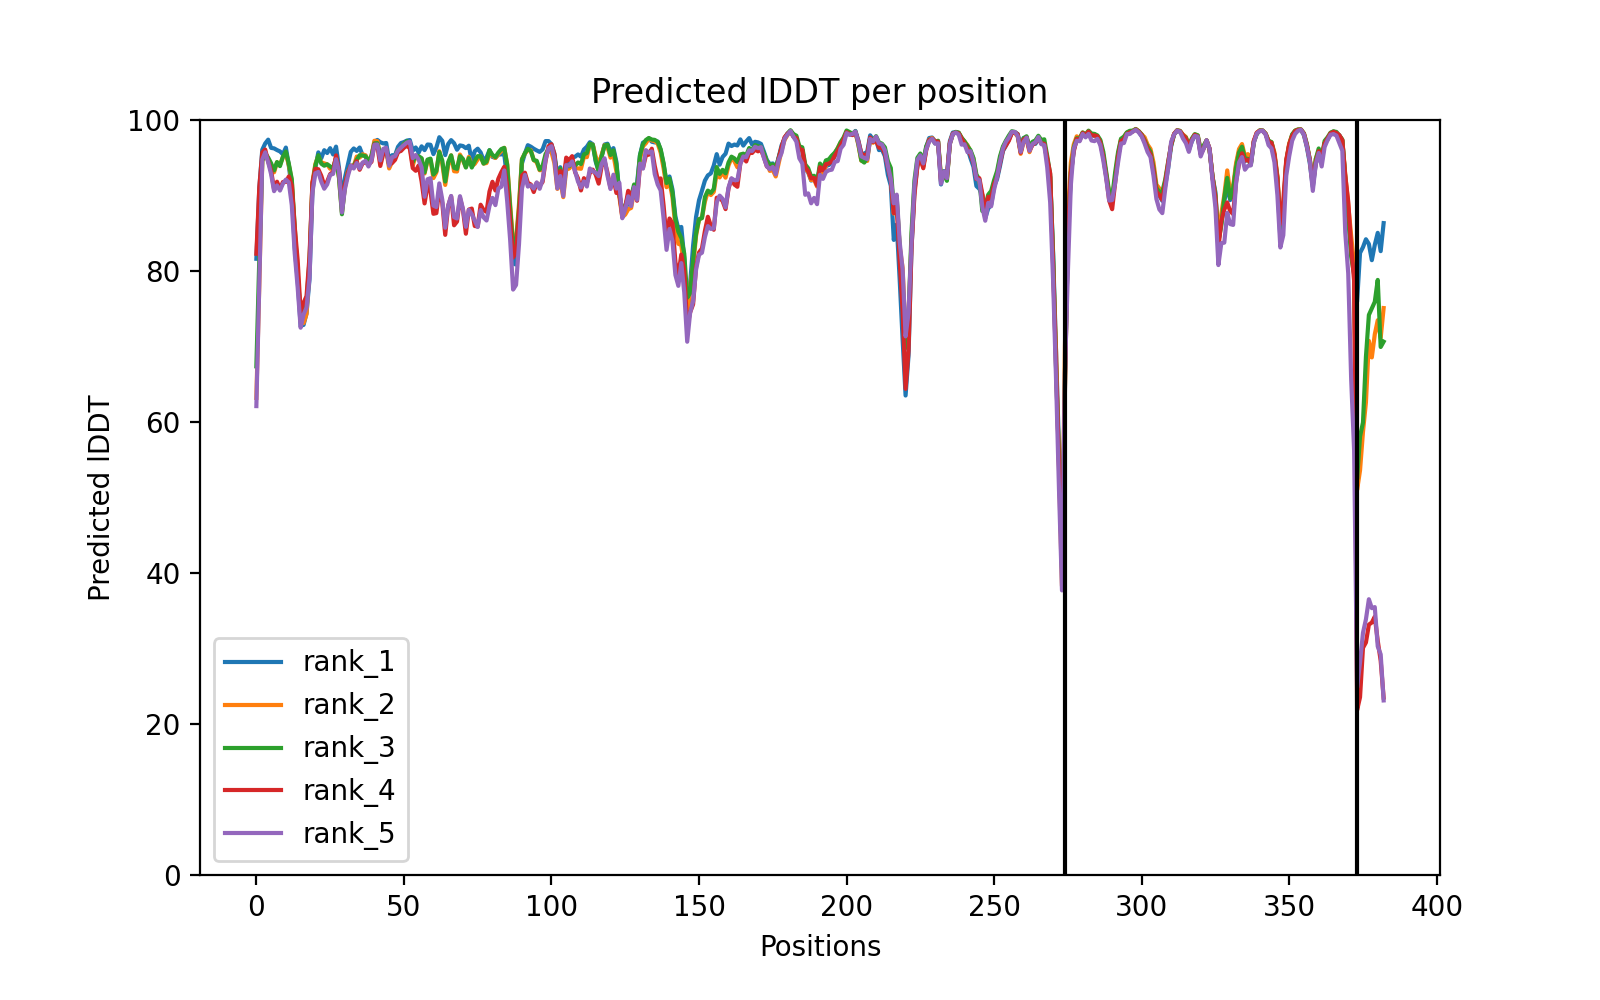 Predicted lDDT per position
100
80
60
40
20
0
Predicted lDDT
rank_1
rank_2
rank_3
rank_4
rank_5
0 50 100 150 200 250 300 350 400
Positions